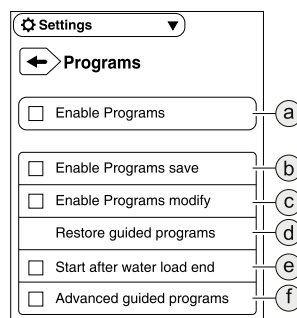 Settings
Programs
Enable Programs a
Enable Programs save b
Enable Programs modify c
Restore guided programs d
Start after water load end e
Advanced guided programs f